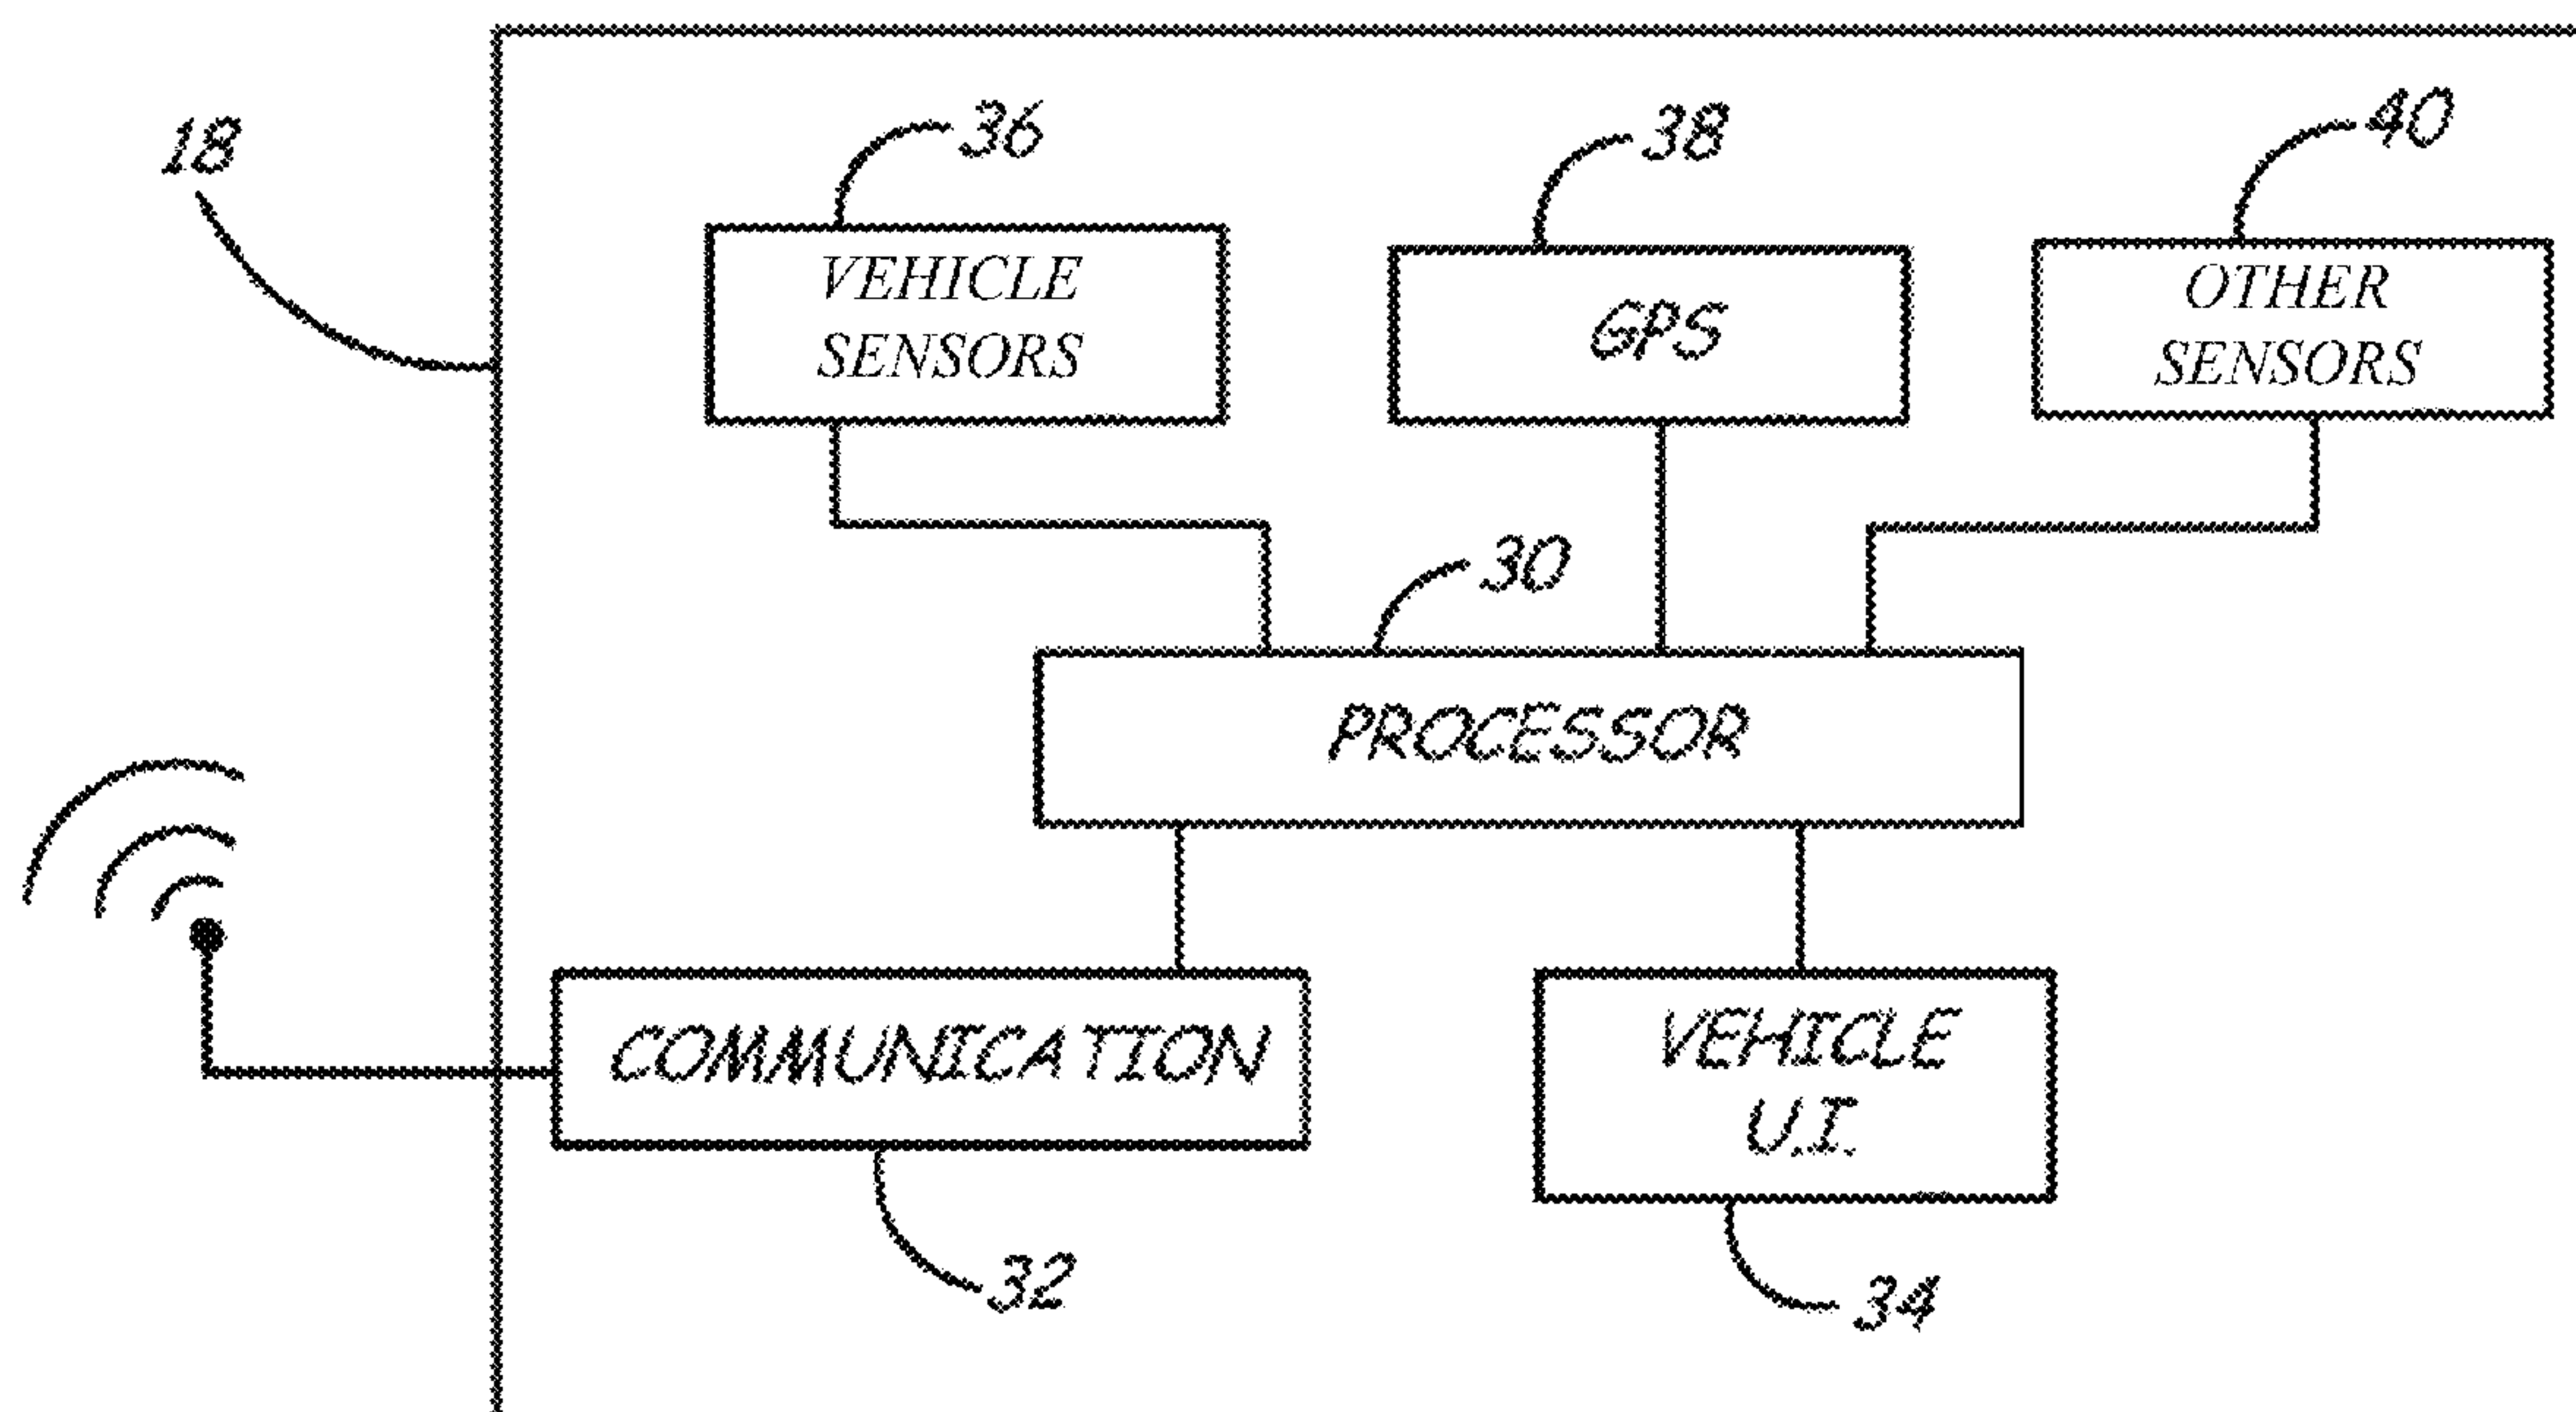 18
36
38
40
VEHICLE
SENSORS
GPS
OTHER
SENSORS
30
PROCESSOR
COMMUNICATION
VEHICLE
U.I.
32
34